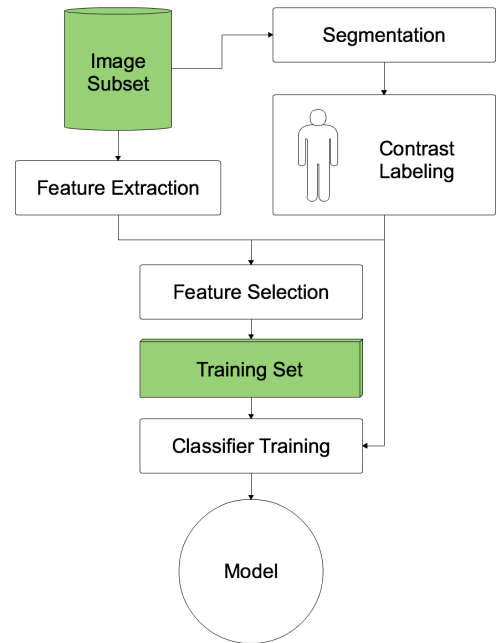 Image
Subset
Segmentation
Contrast
Labeling
Feature Extraction
Feature Selection
Training Set
Classifier Training
Model